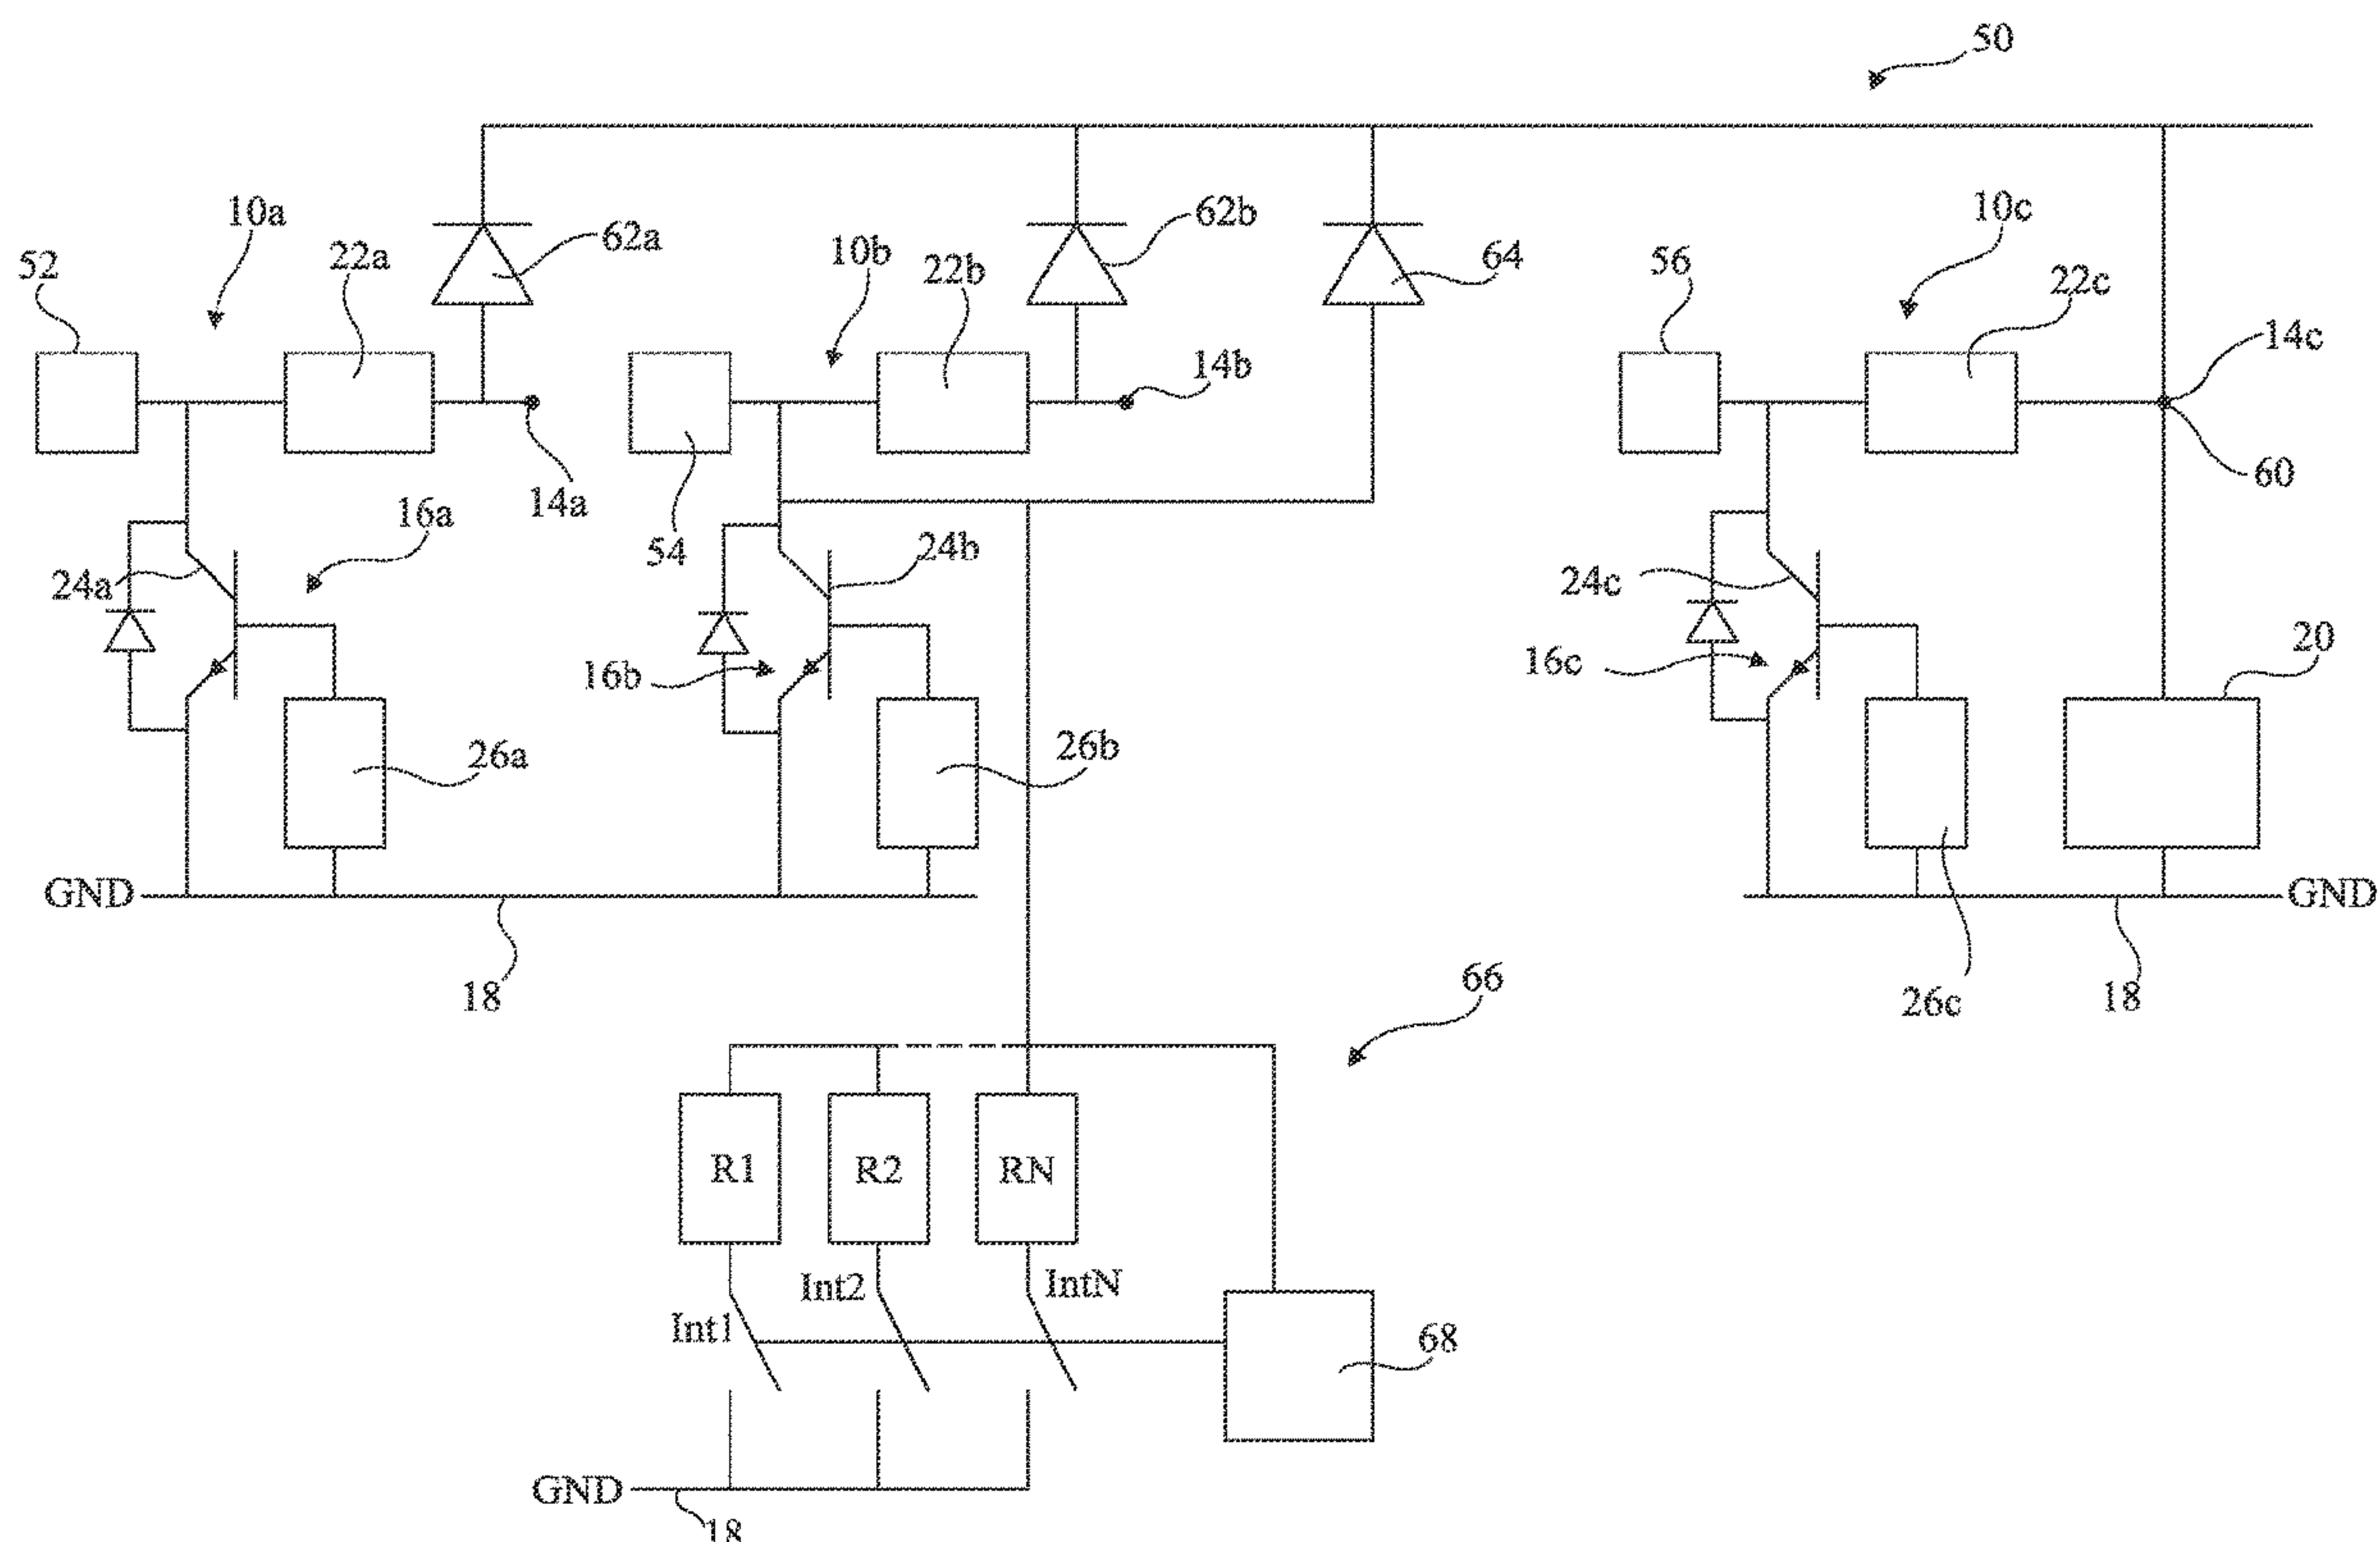 50
10a
62a
22a
52
10b
22b
62b
64
56
10c
22c
14c
14b
60
14a
16a
54
24b
24a
24c
16b
16c
20
26a
26b
GND
GND
18
66
26c
18
R1
R2
RN
Int1
Int2
IntN
68
GND
18